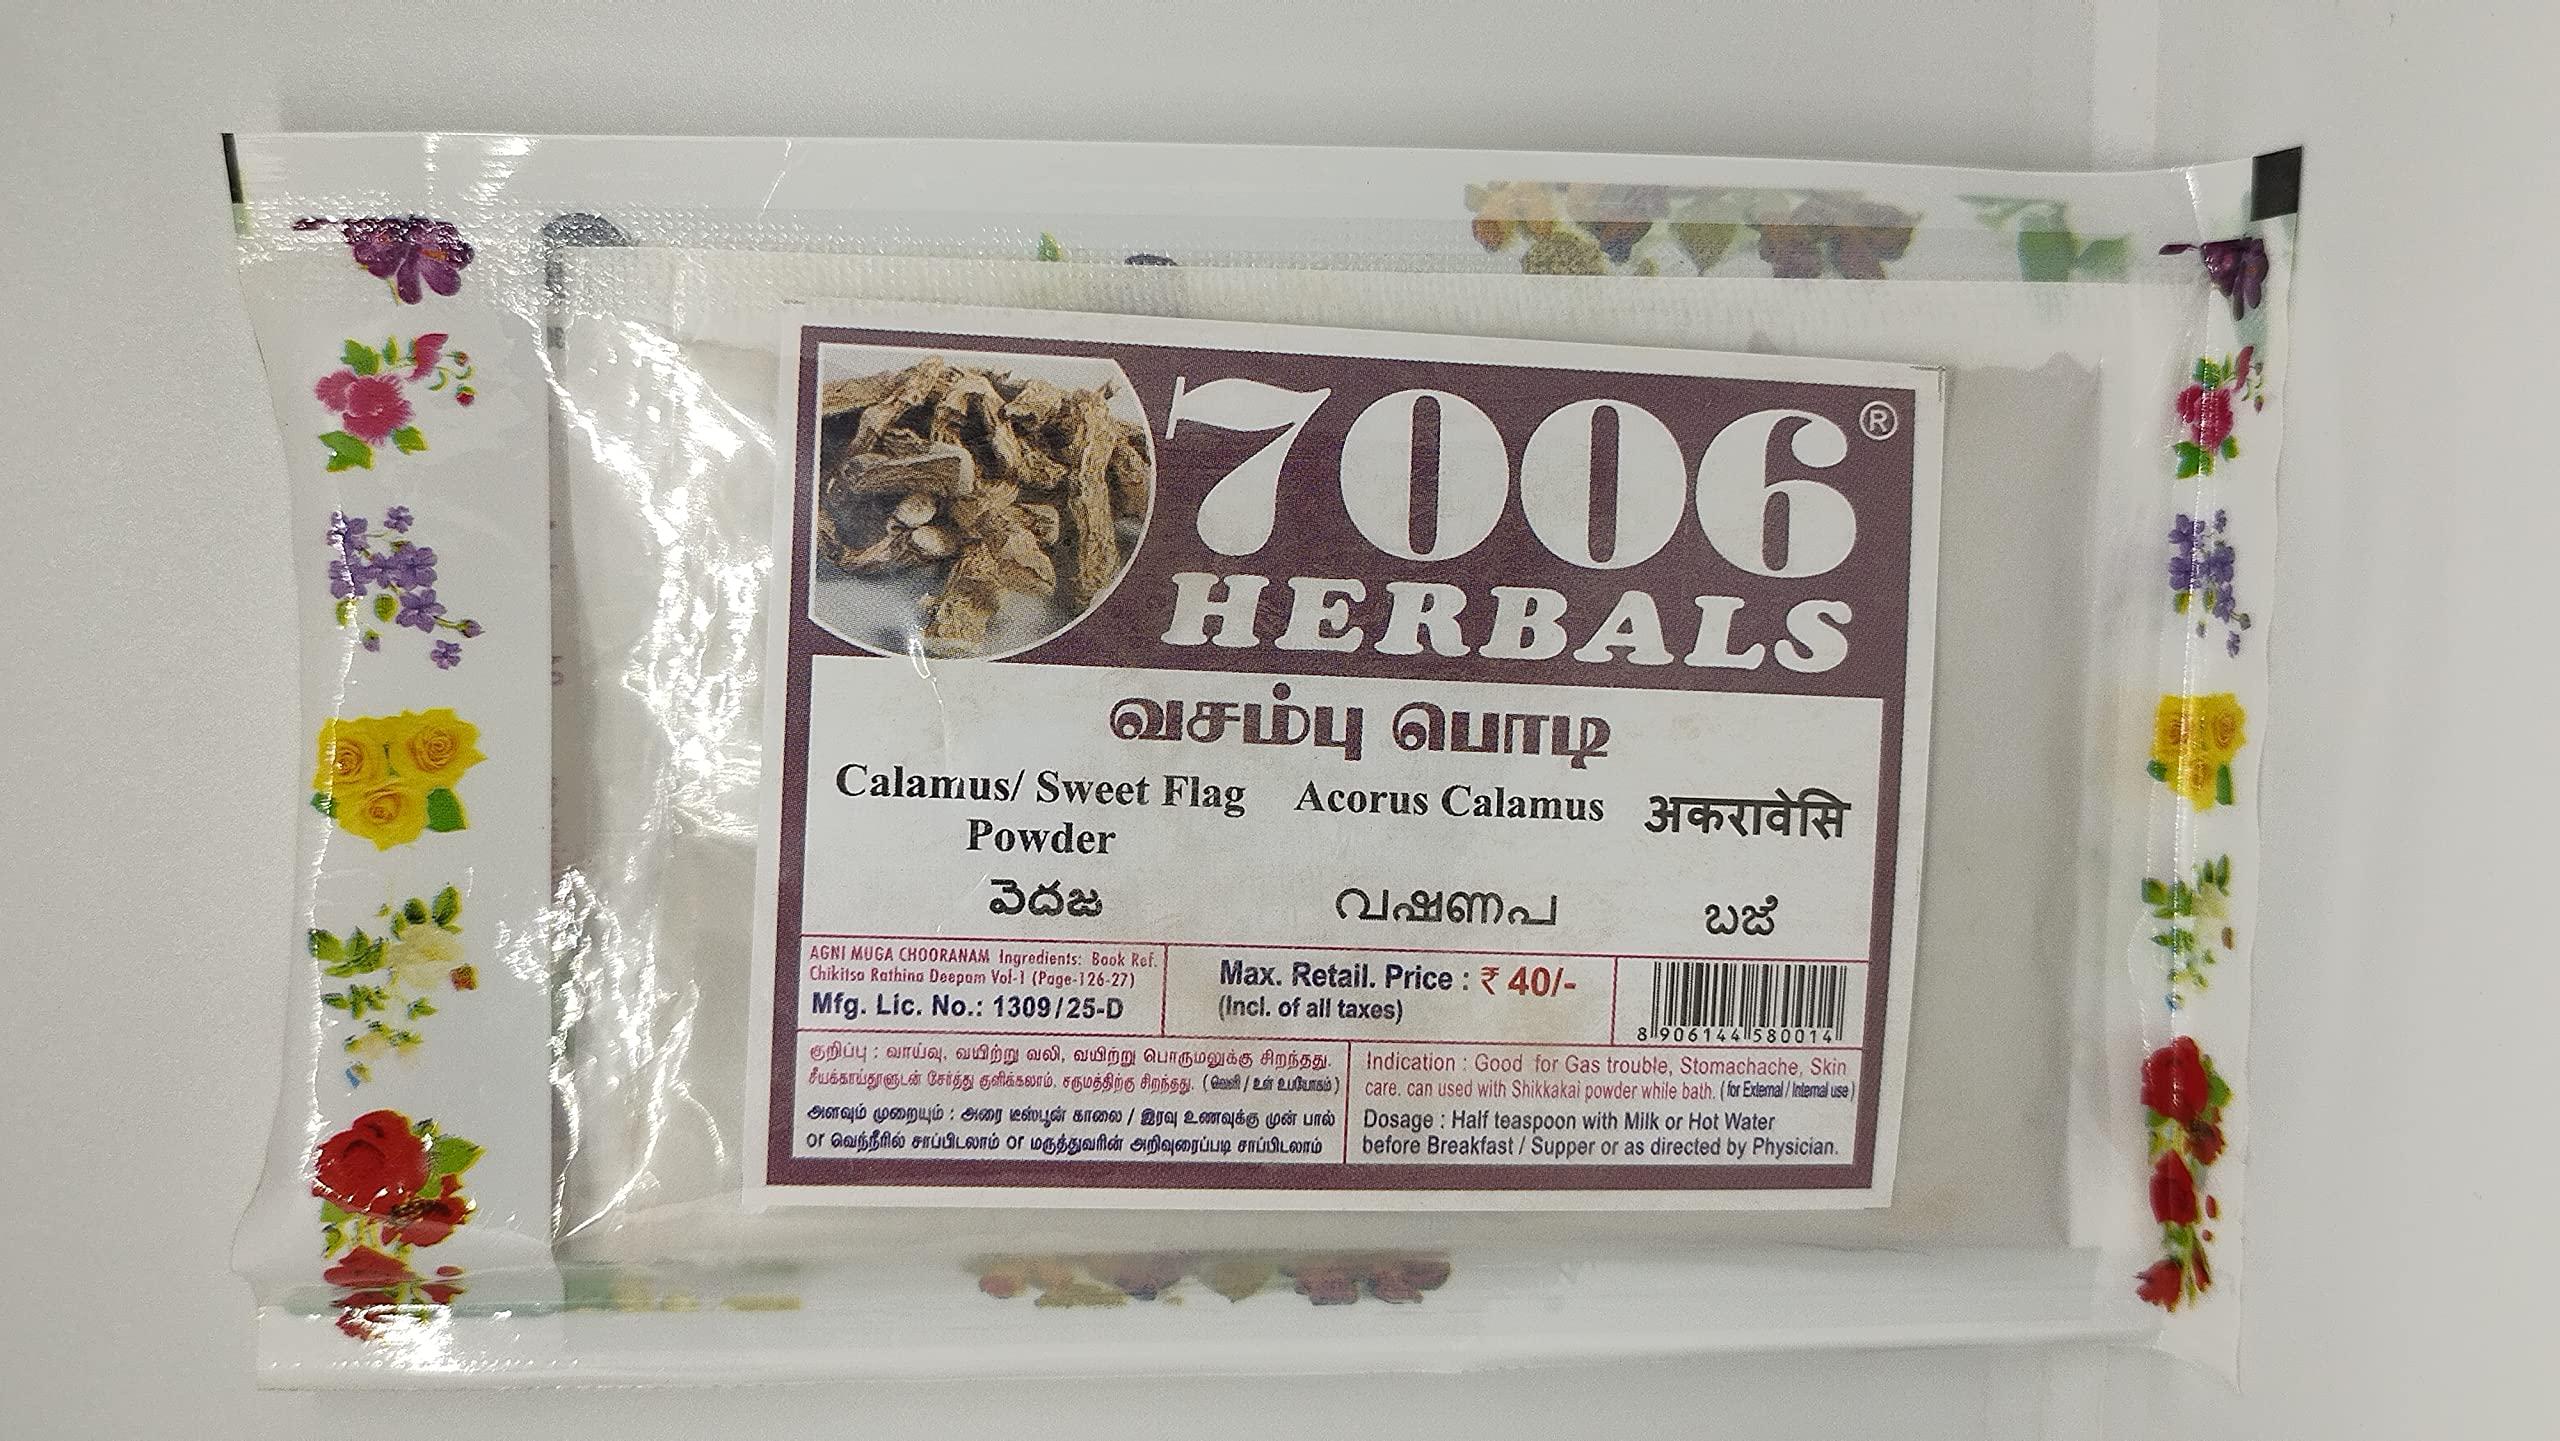 7006®
HERBALS
வசம்பு பொடி
Calamus/ Sweet Flag
Powder
Acorus Calamus
अकरावेसि
వెదజ
വഷണപ
ಬಜೆ
AGNI MUGA CHOORANAM Ingredients: Book Ref.
Chikitsa Rathina Deepam Vol-1 (Page-126-27)
Mfg. Lic. No.: 1309/25-D
Max. Retail. Price : ₹ 40/-
(Incl. of all taxes)
8 906144 580014
குறிப்பு : வாய்வு, வயிற்று வலி, வயிற்று பொருமலுக்கு சிறந்தது.
சீயக்காய்தூளுடன் சேர்த்து குளிக்கலாம். சருமத்திற்கு சிறந்தது. (வெளி / உள் உபயோகம்)
அளவும் முறையும் : அரை டீஸ்பூன் காலை / இரவு உணவுக்கு முன் பால்
or வெந்நீரில் சாப்பிடலாம் or மருத்துவரின் அறிவுரைப்படி சாப்பிடலாம்
Indication : Good for Gas trouble, Stomachache, Skin
care. can used with Shikkakai powder while bath. (for External / Internal use)
Dosage : Half teaspoon with Milk or Hot Water
before Breakfast / Supper or as directed by Physician.